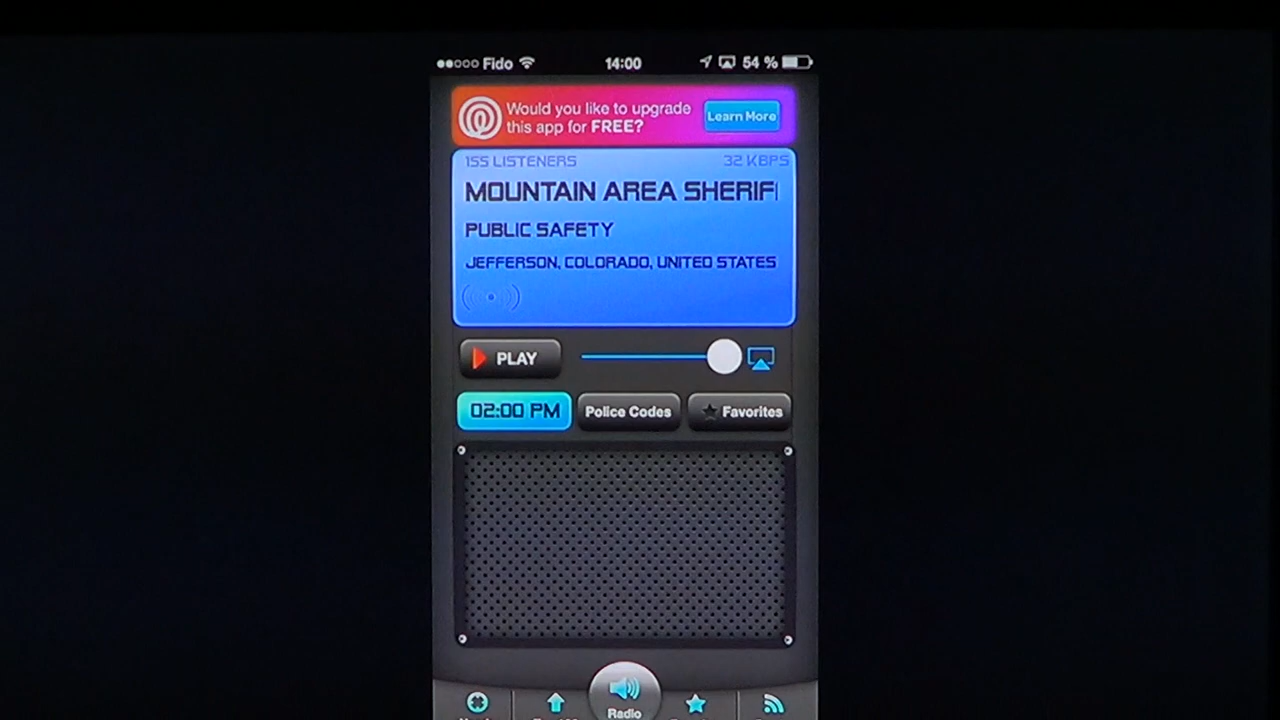 Fido 14:00 54 %
Would you like to upgrade
this app for FREE?
Learn More
155 LISTENERS 32 KBPS
MOUNTAIN AREA SHERIF
PUBLIC SAFETY
JEFFERSON, COLORADO, UNITED STATES
PLAY
02:00 PM Police Codes Favorites
Radio